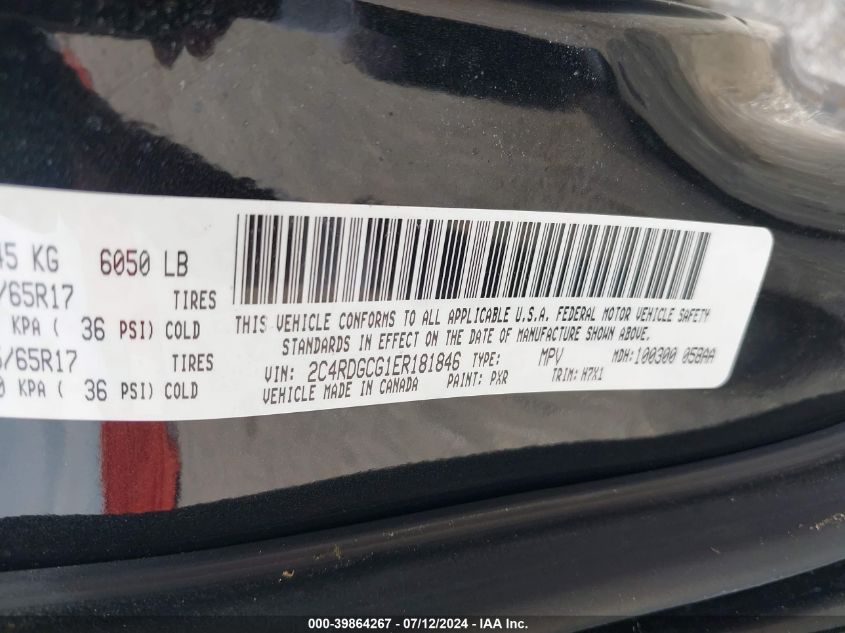 45 KG 6050 LB
/65R17 TIRES
KPA ( 36 PSI) COLD
/65R17 TIRES
0 KPA ( 36 PSI) COLD
THIS VEHICLE CONFORMS TO ALL APPLICABLE U.S.A. FEDERAL MOTOR VEHICLE SAFETY
STANDARDS IN EFFECT ON THE DATE OF MANUFACTURE SHOWN ABOVE.
VIN: 2C4RDGCG1ER181846 TYPE: MPV MDH: 100300 058AA
VEHICLE MADE IN CANADA PAINT: PXR TRIM: H7X1
000-39864267 - 07/12/2024 - IAA Inc.